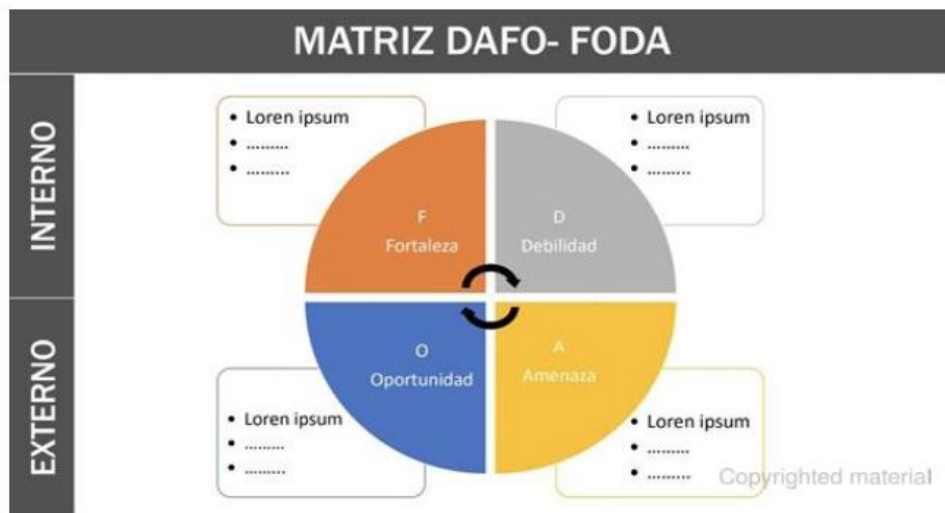 MATRIZ DAFO- FODA
INTERNO
• Loren ipsum
• .........
• .........
• Loren ipsum
• .........
• .........
F
Fortaleza
D
Debilidad
EXTERNO
O
Oportunidad
A
Amenaza
• Loren ipsum
• .........
• .........
• Loren ipsum
• .........
• .........
Copyrighted material